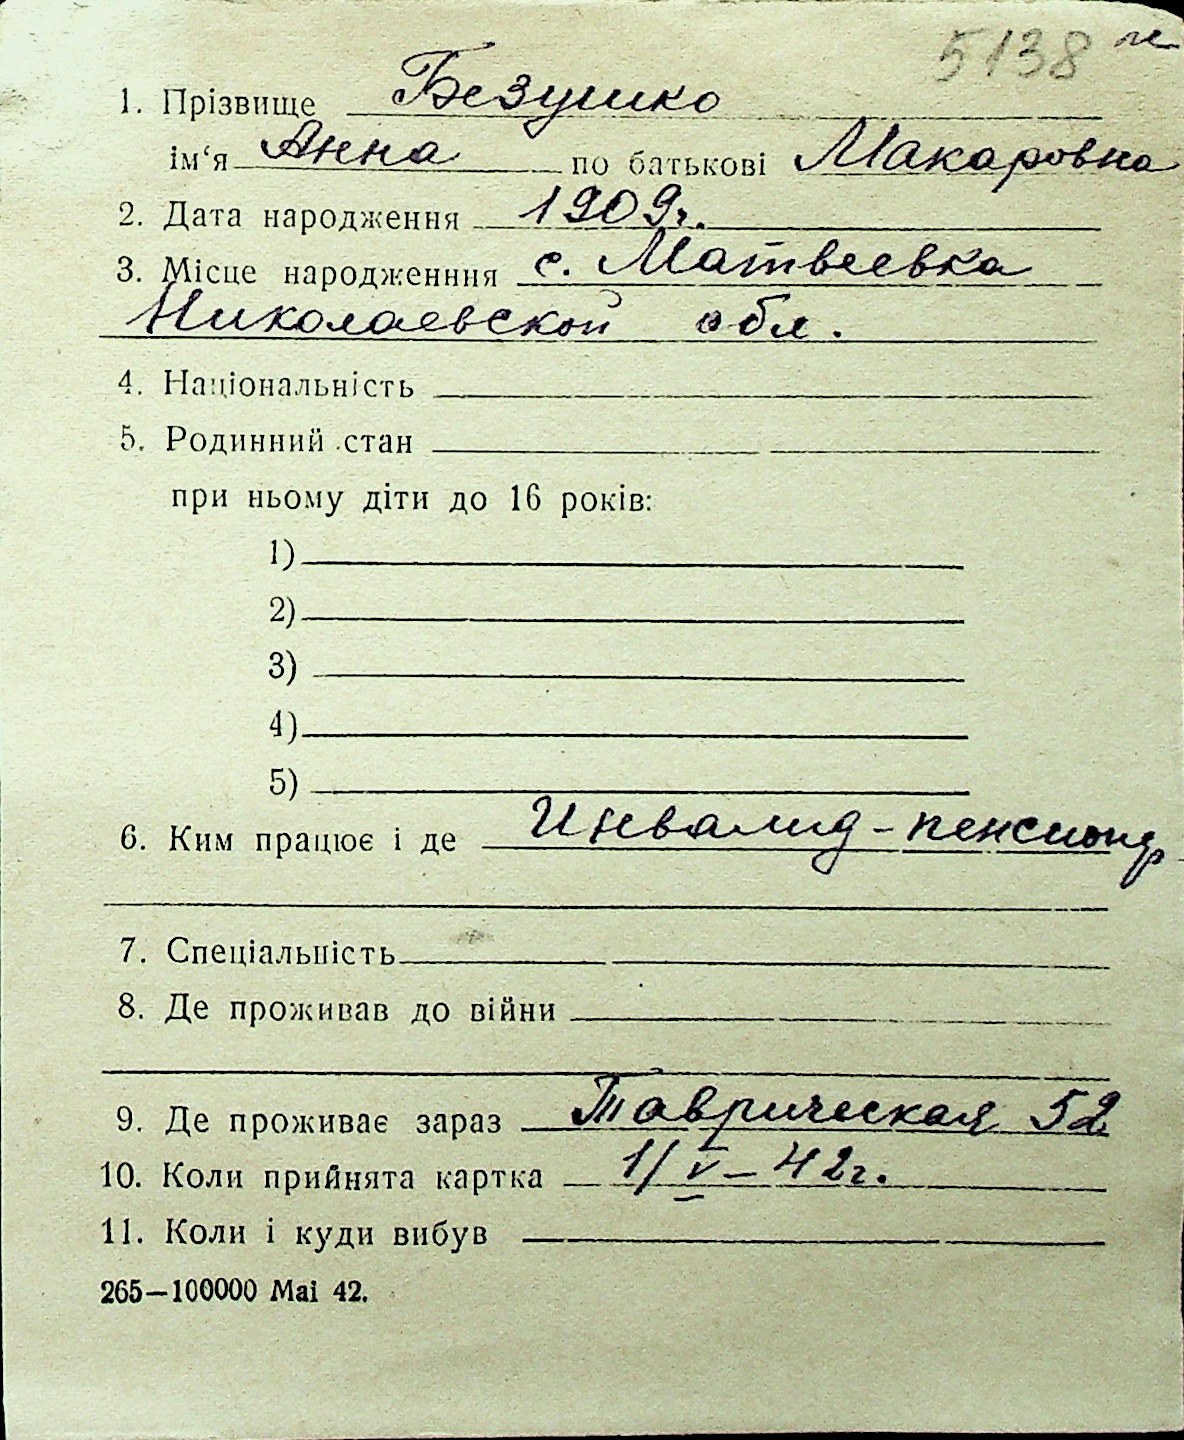 5138
1. Прізвище Безушко
ім‘я Анна по батькові Макаровна
2. Дата народження 1909г.
3. Місце народженння с. Матвеевка
Николаевской обл.
4. Національність
5. Родинний стан
при ньому діти до 16 років:
1)
2)
3)
4)
5)
6. Ким працює і де Инвалид-пенсионер
7. Спеціальність
8. Де проживав до війни
9. Де проживає зараз Таврическая 52
10. Коли прийнята картка 1/V-42г.
11. Коли і куди вибув
265—100000 Mai 42.